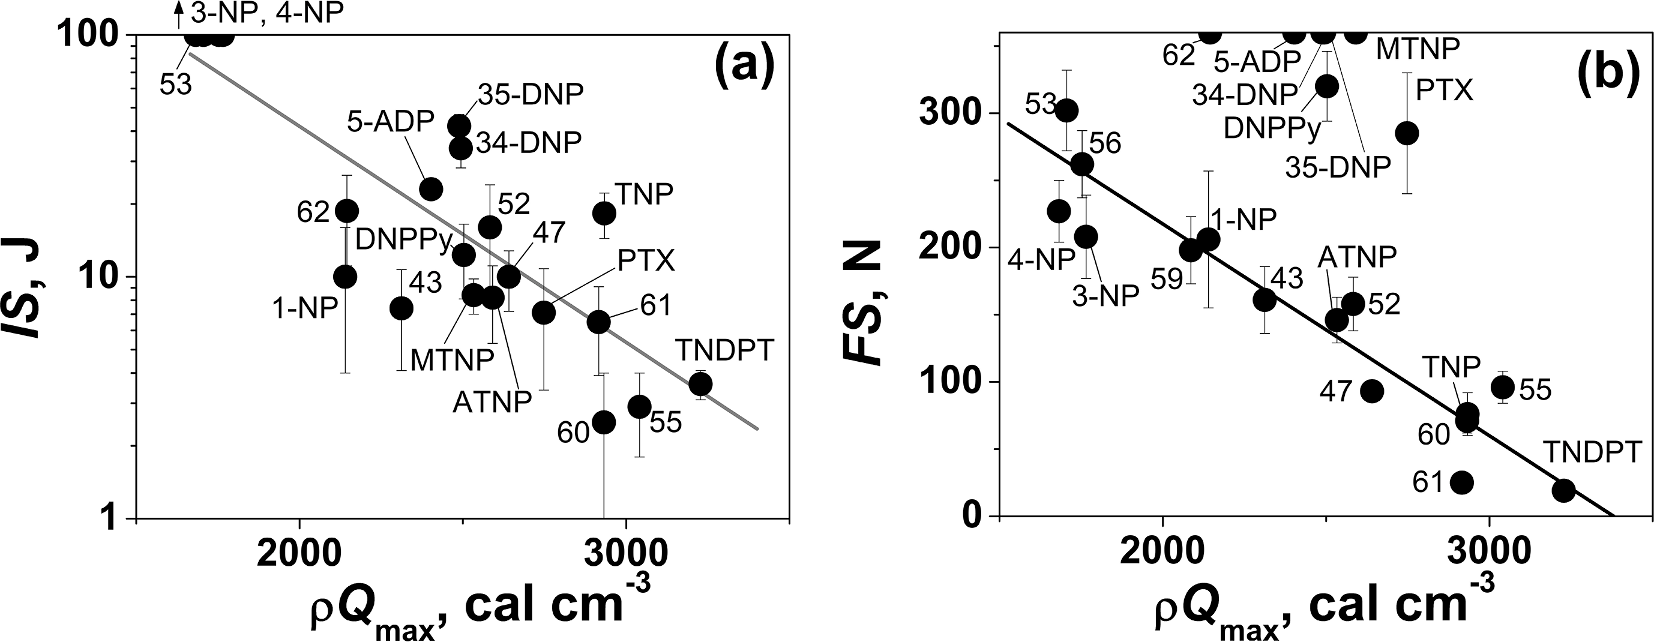 3-NP, 4-NP
100
(a)
53
35-DNP
5-ADP
34-DNP
TNP
52
62
47
DNPPy
PTX
10
43
1-NP
61
MTNP
TNDPT
ATNP
60
55
1
2000
3000
IS, J
ρQmax, cal cm-3
62
5-ADP
MTNP
(b)
34-DNP
PTX
53
300
DNPPy
56
35-DNP
1-NP
200
4-NP
59
ATNP
3-NP
43
52
TNP
100
47
55
60
TNDPT
61
0
2000
3000
FS, N
ρQmax, cal cm-3